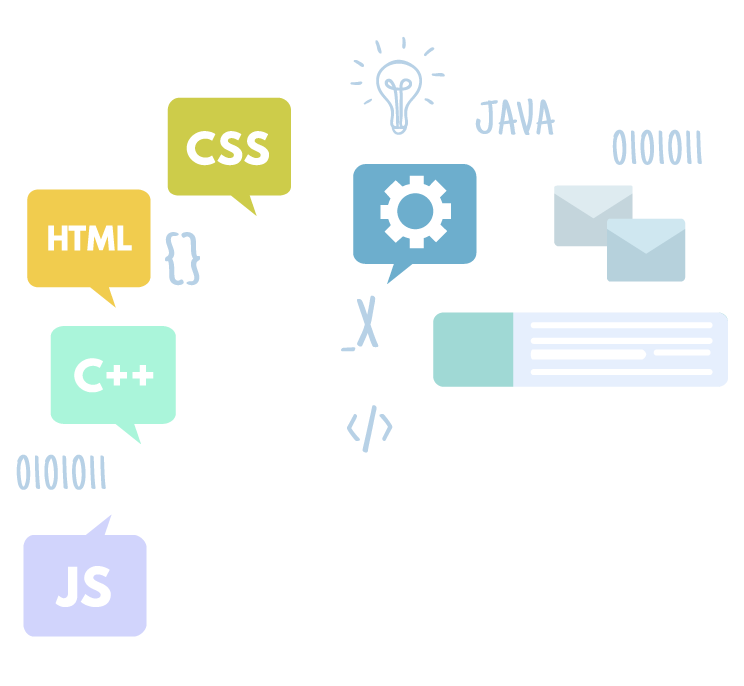 JAVA
CSS
0101011
HTML
{}
_X
C++
</>
0101011
JS